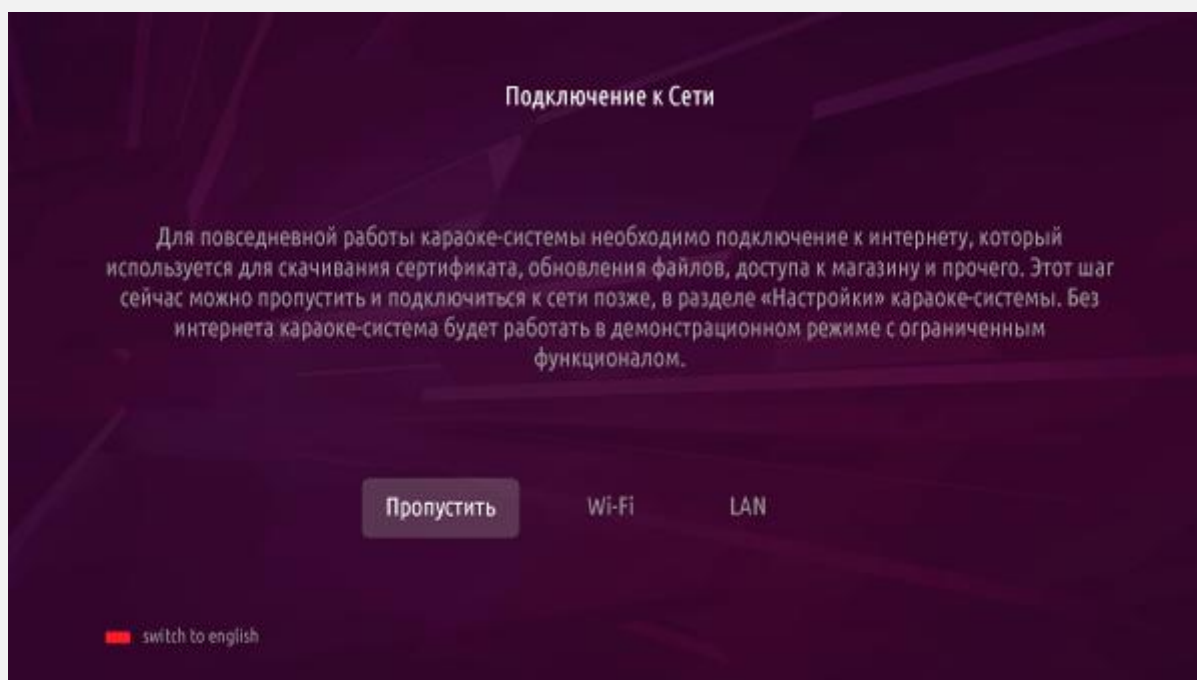 Подключение к Сети
Для повседневной работы караоке-системы необходимо подключение к интернету, который
используется для скачивания сертификата, обновления файлов, доступа к магазину и прочего. Этот шаг
сейчас можно пропустить и подключиться к сети позже, в разделе «Настройки» караоке-системы. Без
интернета караоке-система будет работать в демонстрационном режиме с ограниченным
функционалом.
Пропустить Wi-Fi LAN
switch to english